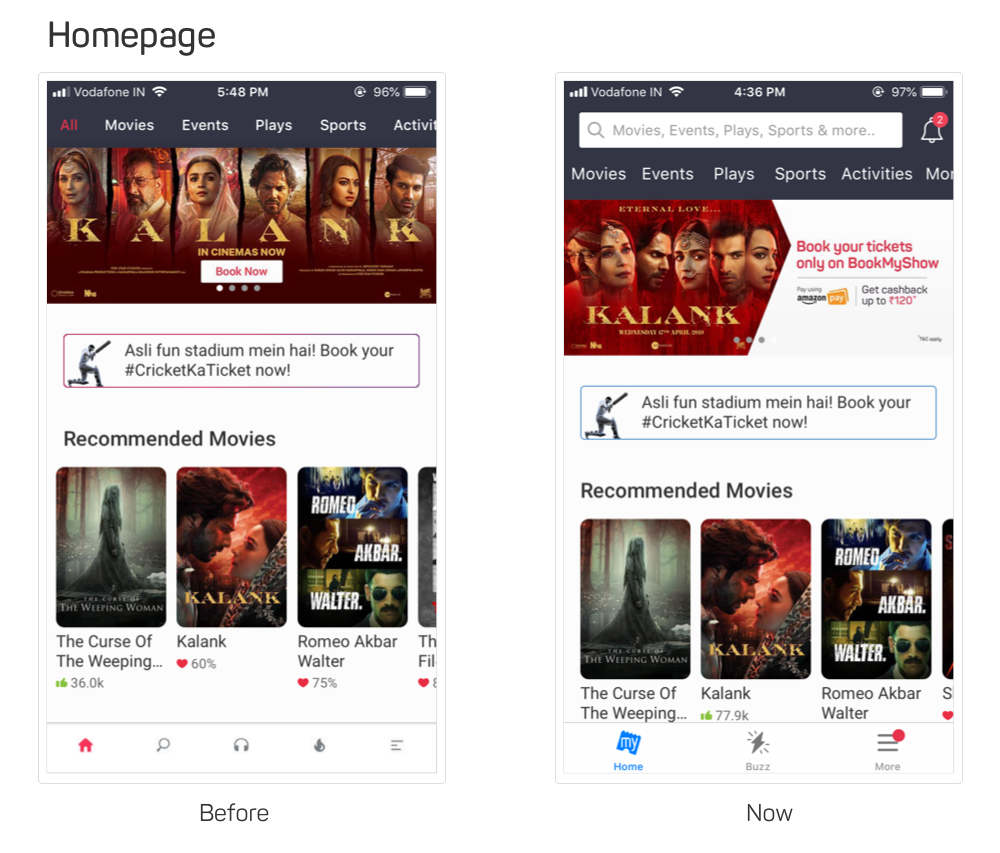 Homepage
Vodafone IN 5:48 PM 96%
All Movies Events Plays Sports Activit
KALANK
IN CINEMAS NOW
Book Now
Asli fun stadium mein hai! Book your
#CricketKaTicket now!
Recommended Movies
THE CURSE OF
THE WEEPING WOMAN
KALANK
ROMEO
AKBAR.
WALTER.
The Curse Of
The Weeping...
36.0k
Kalank
60%
Romeo Akbar
Walter
75%
Th
Fil
8
Before
Vodafone IN 4:36 PM 97%
Movies, Events, Plays, Sports & more..
2
Movies Events Plays Sports Activities Mor
ETERNAL LOVE...
KALANK
WEDNESDAY 17TH APRIL 2019
Book your tickets
only on BookMyShow
Pay using
amazon pay
Get cashback
up to ₹120*
*T&C apply.
Asli fun stadium mein hai! Book your
#CricketKaTicket now!
Recommended Movies
THE CURSE OF
THE WEEPING WOMAN
KALANK
ROMEO
AKBAR.
WALTER.
The Curse Of
The Weeping...
Kalank
77.9k
Romeo Akbar
Walter
S
my
Home Buzz More
Now